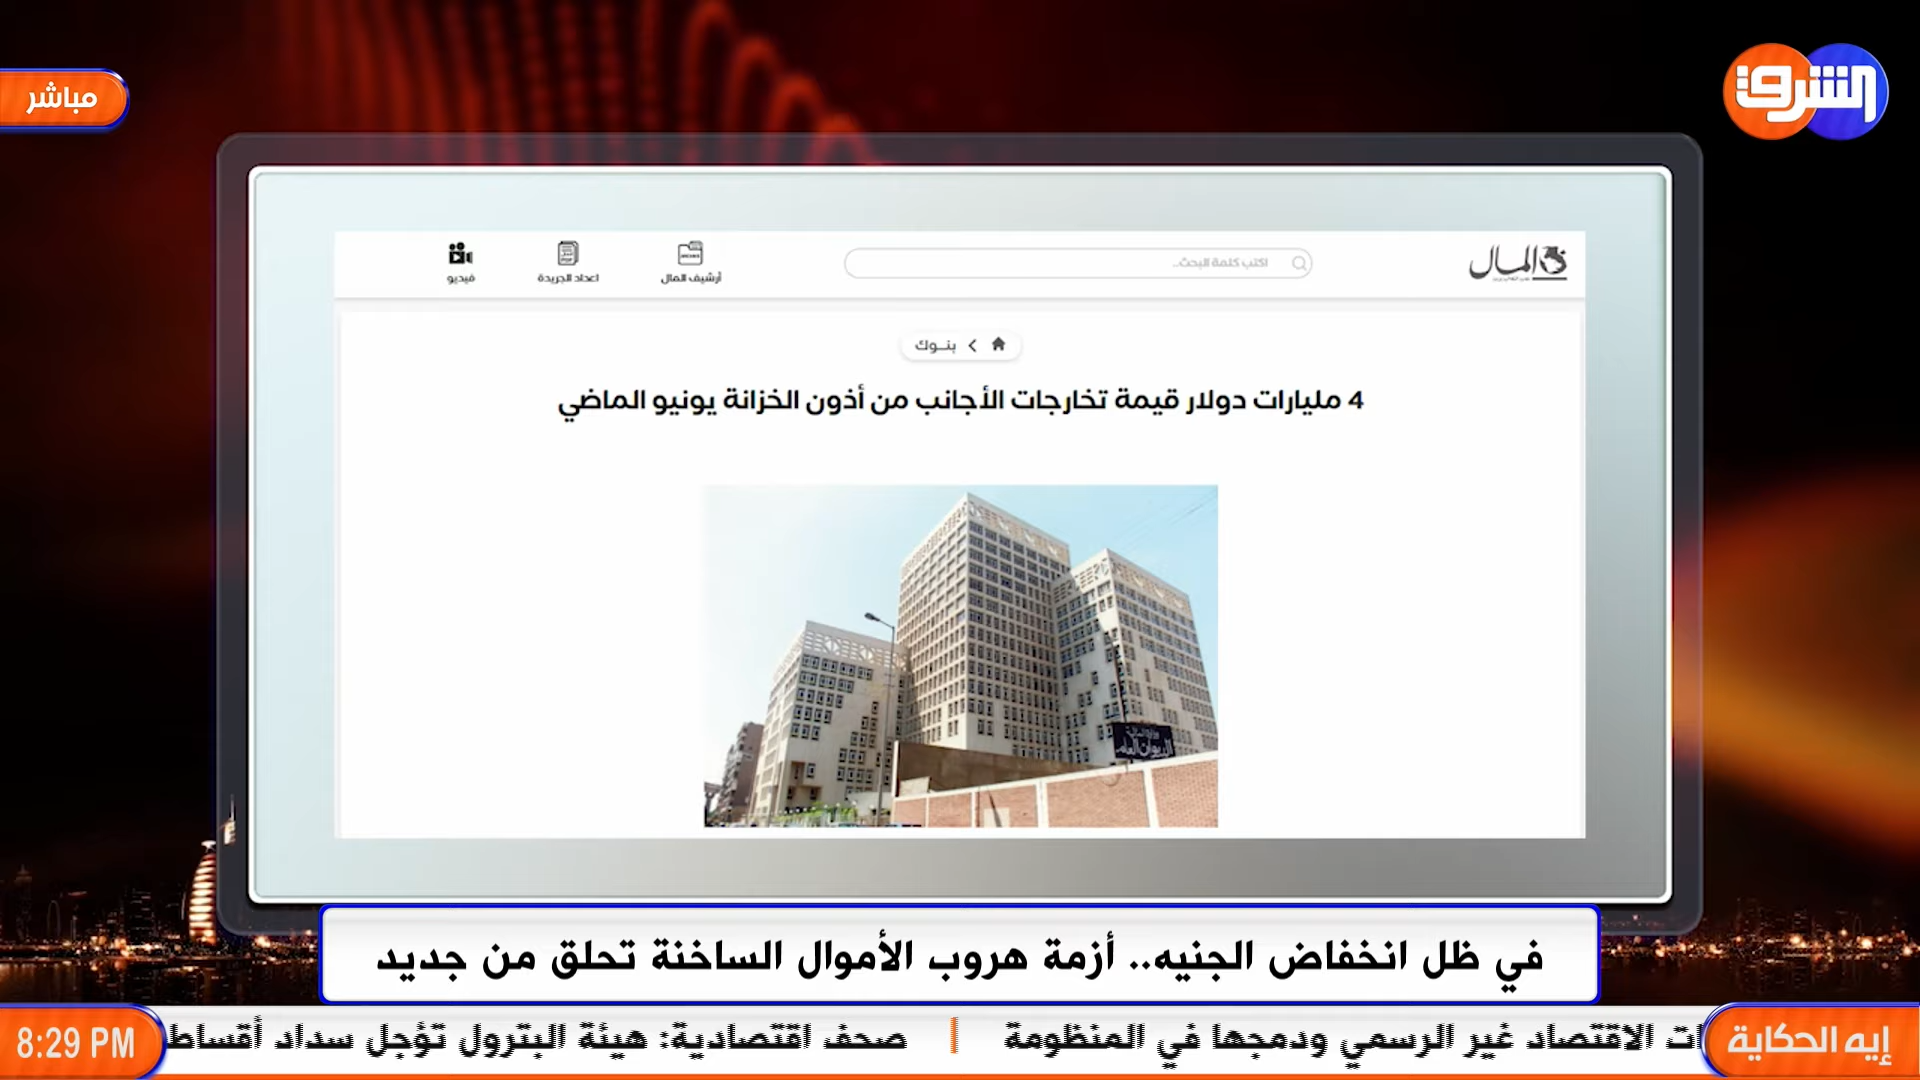 مباشر
الشرق
المال
اكتب كلمة البحث..
أرشيف المال
اعداد الجريدة
فيديو
بنوك
4 مليارات دولار قيمة تخارجات الأجانب من أذون الخزانة يونيو الماضي
الديوان العام
في ظل انخفاض الجنيه.. أزمة هروب الأموال الساخنة تحلق من جديد
إيه الحكاية
ات الاقتصاد غير الرسمي ودمجها في المنظومة | صحف اقتصادية: هيئة البترول تؤجل سداد أقساط
8:29 PM